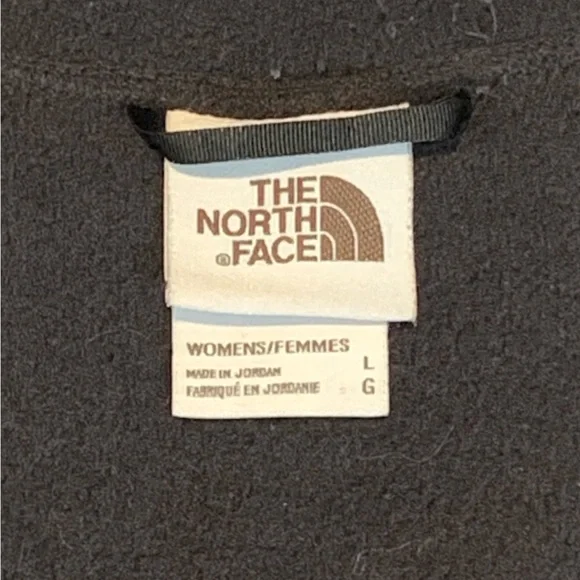 THE
NORTH
FACE
®
WOMENS/FEMMES
MADE IN JORDAN L
FABRIQUÉ EN JORDANIE G